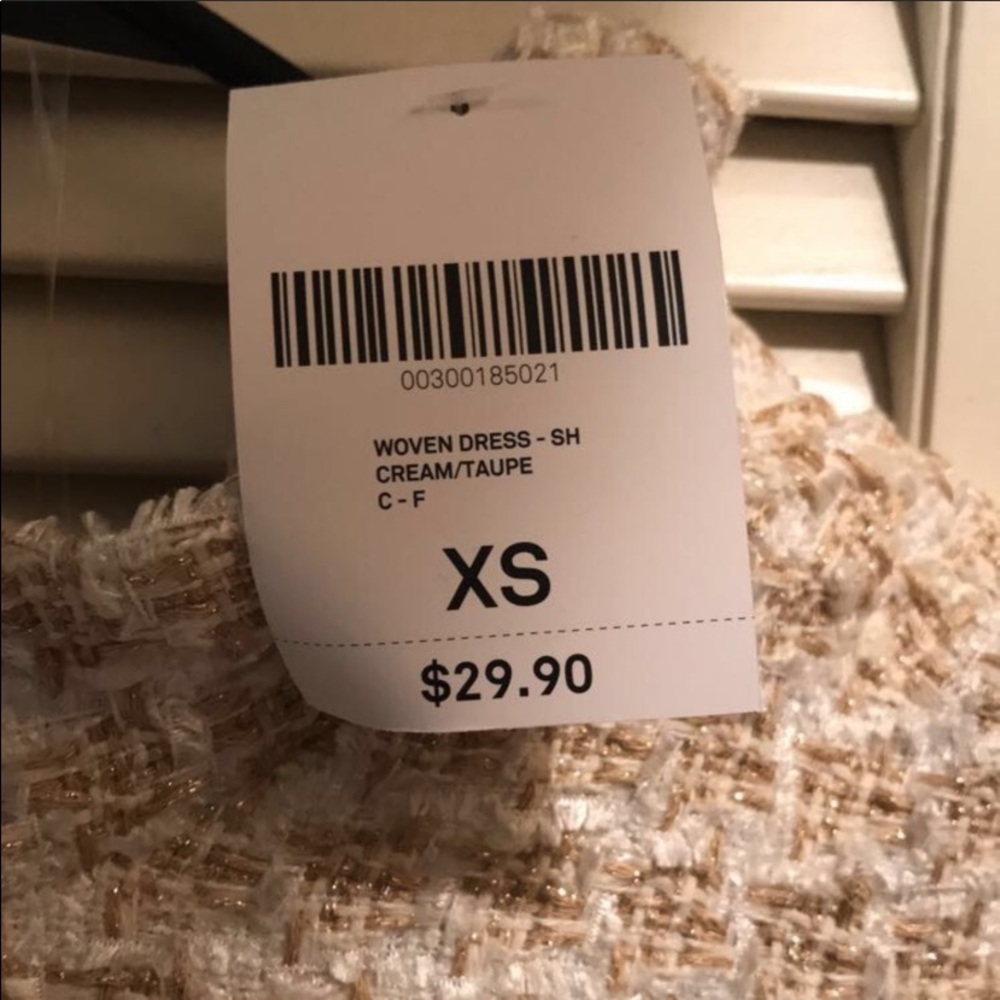 00300185021
WOVEN DRESS - SH
CREAM/TAUPE
C - F
XS
$29.90